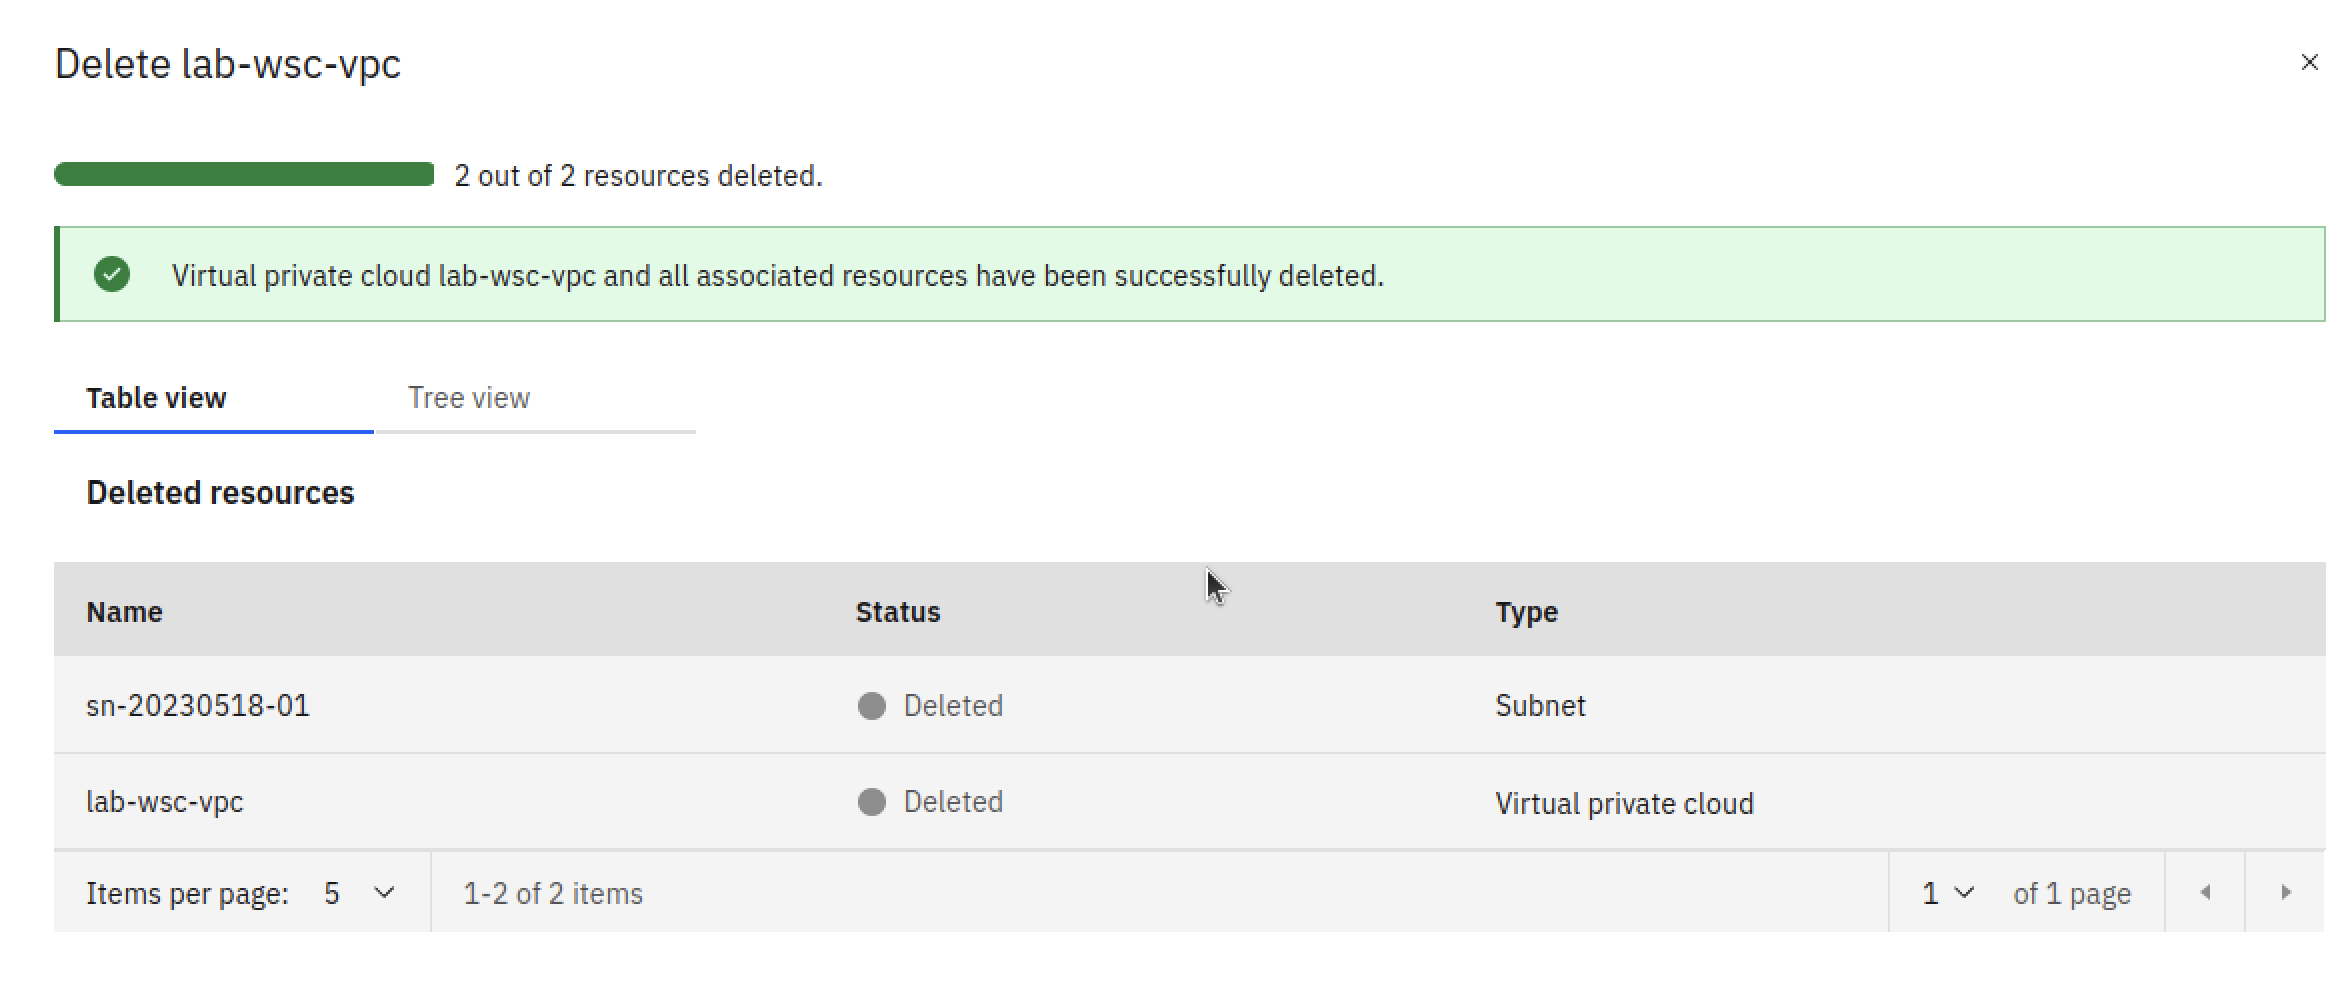 Delete lab-wsc-vpc
2 out of 2 resources deleted.
Virtual private cloud lab-wsc-vpc and all associated resources have been successfully deleted.
Table view Tree view
Deleted resources
Name Status Type
sn-20230518-01 Deleted Subnet
lab-wsc-vpc Deleted Virtual private cloud
Items per page: 5 1-2 of 2 items 1 of 1 page